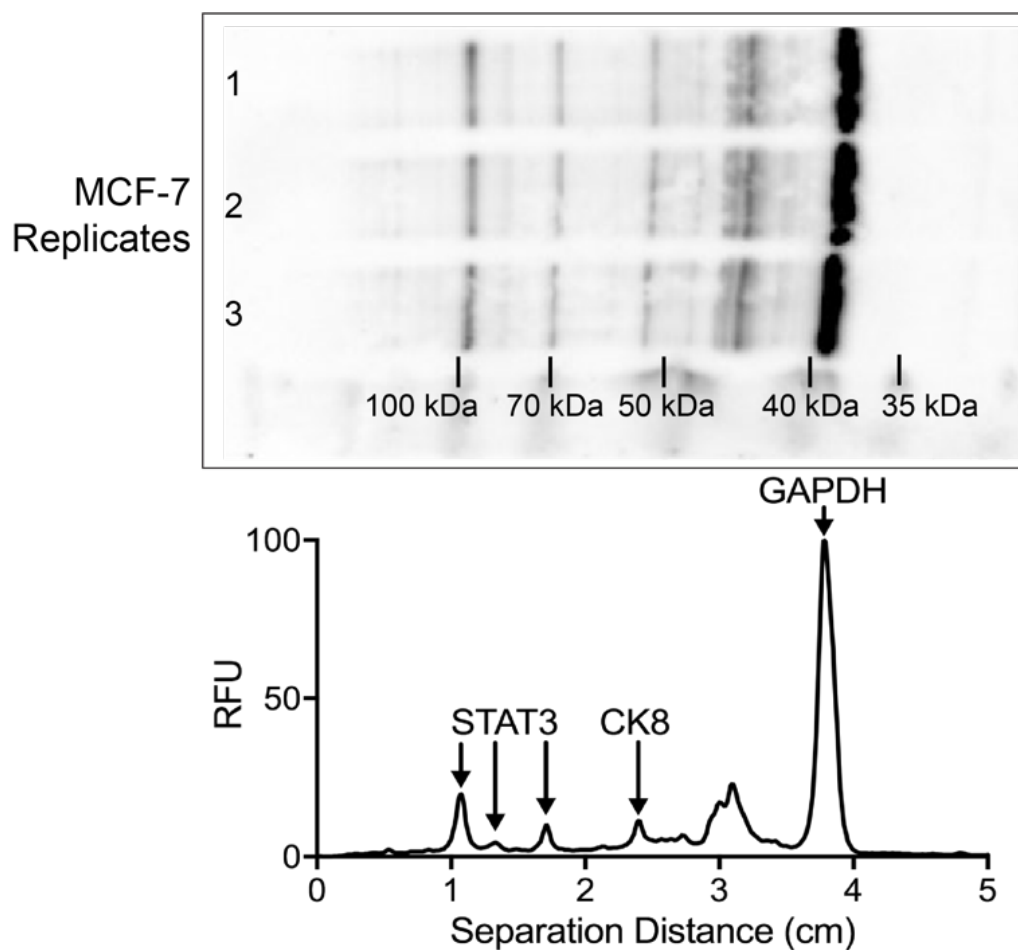 1
MCF-7
2
Replicates
3
100 kDa 70 kDa 50 kDa 40 kDa 35 kDa
GAPDH
100
RFU
50
STAT3 CK8
0
0 1 2 3 4 5
Separation Distance (cm)